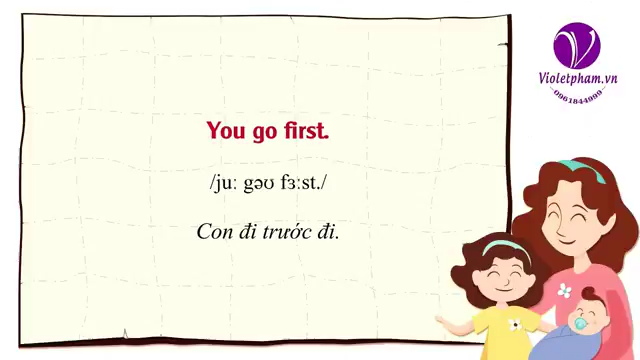 Violetpham.vn
0961844999
You go first.
/juː gəʊ fɜːst./
Con đi trước đi.